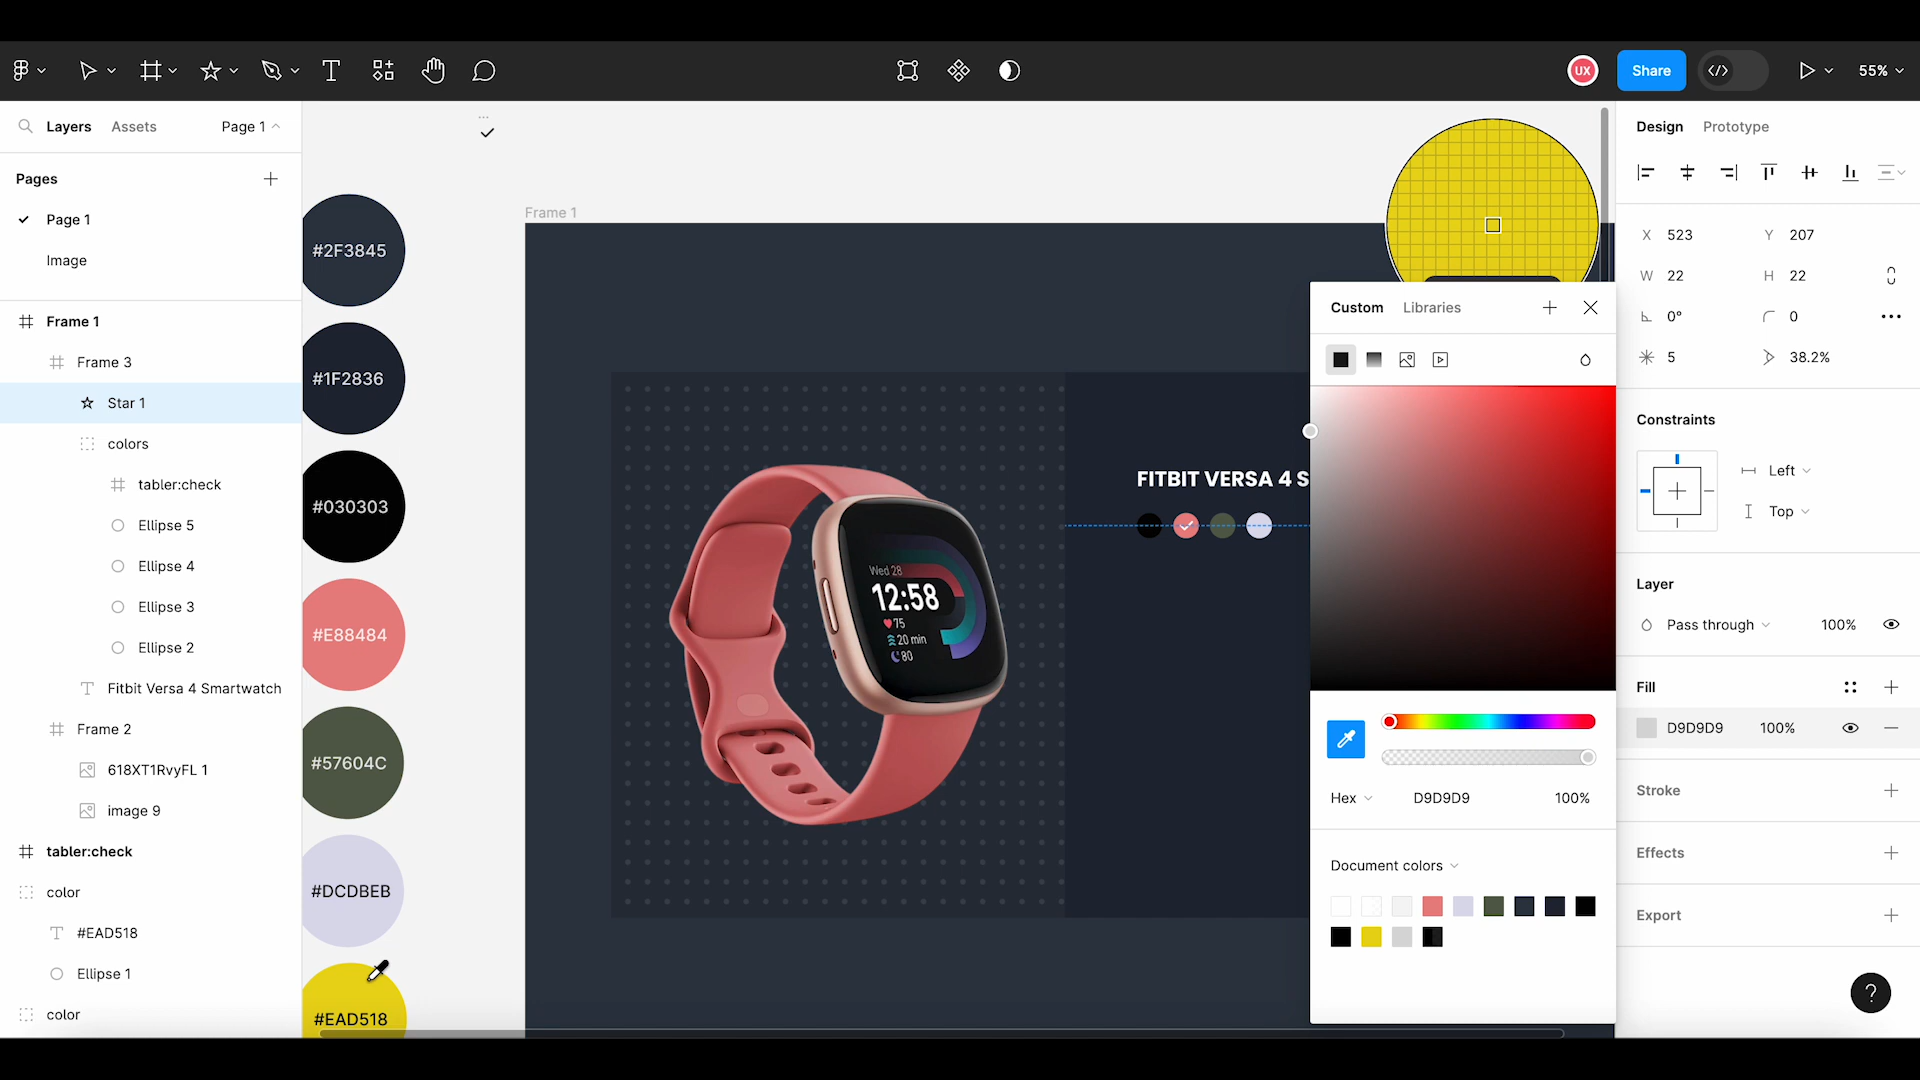 UX
Share
55%
Layers
Assets
Page 1
Pages
Page 1
Image
Frame 1
Frame 3
Star 1
colors
tabler:check
Ellipse 5
Ellipse 4
Ellipse 3
Ellipse 2
Fitbit Versa 4 Smartwatch
Frame 2
618XT1RvyFL 1
image 9
tabler:check
color
#EAD518
Ellipse 1
color
#2F3845
#1F2836
#030303
#E88484
#57604C
#DCDBEB
#EAD518
Frame 1
Wed 28
12:58
75
20 min
80
FITBIT VERSA 4 S
Custom
Libraries
Hex
D9D9D9
100%
Document colors
Design
Prototype
X 523
Y 207
W 22
H 22
0°
0
5
38.2%
Constraints
Left
Top
Layer
Pass through
100%
Fill
D9D9D9
100%
Stroke
Effects
Export
?